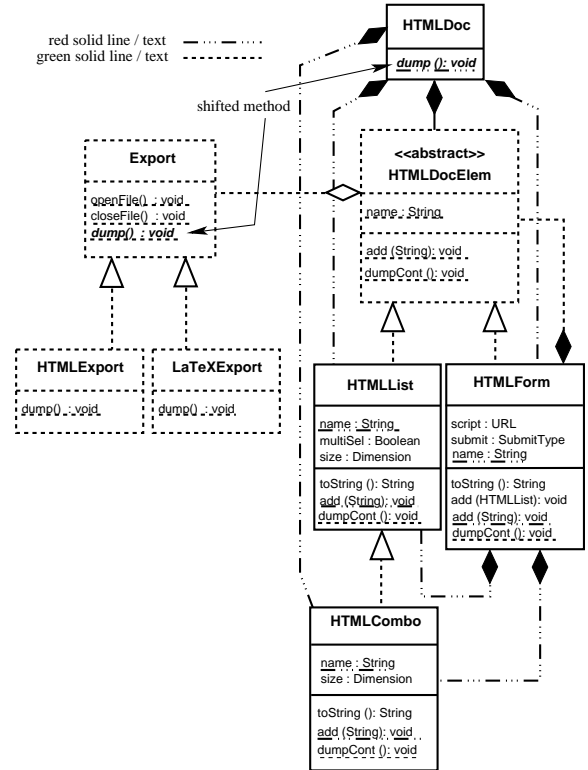 HTMLDoc
dump (): void
red solid line / text
green solid line / text
shifted method
Export
openFile() : void
closeFile() : void
dump() : void
<<abstract>>
HTMLDocElem
name : String
add (String): void
dumpCont (): void
HTMLExport
dump() : void
LaTeXExport
dump() : void
HTMLList
name : String
multiSel : Boolean
size : Dimension
toString (): String
add (String): void
dumpCont (): void
HTMLForm
script : URL
submit : SubmitType
name : String
toString (): String
add (HTMLList): void
add (String): void
dumpCont (): void
HTMLCombo
name : String
size : Dimension
toString (): String
add (String): void
dumpCont (): void